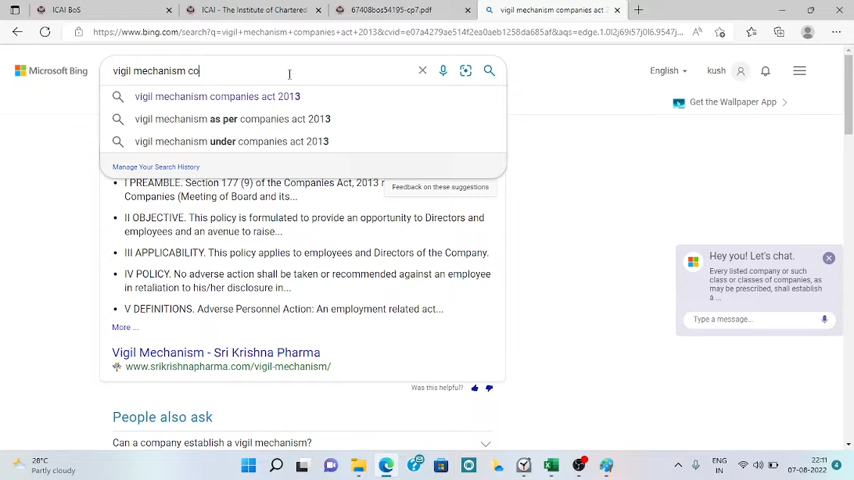 ICAI BoS
ICAI - The Institute of Chartered
67408bos54195-cp7.pdf
vigil mechanism companies act 2
https://www.bing.com/search?q=vigil+mechanism+companies+act+2013&cvid=e07a4279ae514d21a0aeb1258da685af&aqs=edge.1.0l2j69i57j0l6.9547j...
Microsoft Bing
vigil mechanism co
English
kush
vigil mechanism companies act 2013
vigil mechanism as per companies act 2013
vigil mechanism under companies act 2013
Manage Your Search History
Get the Wallpaper App
Feedback on these suggestions
I PREAMBLE. Section 177 (9) of the Companies Act, 2013
Companies (Meeting of Board and its...
II OBJECTIVE. This policy is formulated to provide an opportunity to Directors and
employees and an avenue to raise...
III APPLICABILITY. This policy applies to employees and Directors of the Company.
IV POLICY. No adverse action shall be taken or recommended against an employee
in retaliation to his/her disclosure in...
V DEFINITIONS. Adverse Personnel Action: An employment related act...
More ...
Vigil Mechanism - Sri Krishna Pharma
www.srikrishnapharma.com/vigil-mechanism/
Was this helpful?
People also ask
Can a company establish a vigil mechanism?
Hey you! Let's chat.
Every listed company or such
class or classes of companies, as
may be prescribed, shall establish
a ...
Type a message...
28°C
Partly cloudy
ENG
IN
22:11
07-08-2022
4